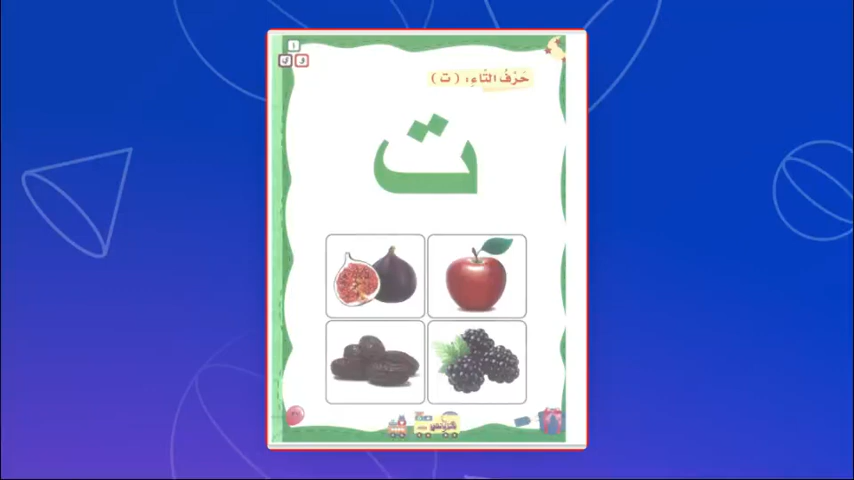 أ
و ي
حَرْفُ التَّاءِ: (ت)
ت